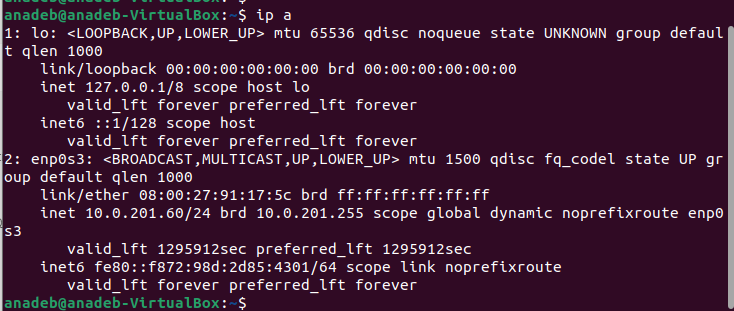 anadeb@anadeb-VirtualBox:~$ ip a
1: lo: <LOOPBACK,UP,LOWER_UP> mtu 65536 qdisc noqueue state UNKNOWN group defaul
t qlen 1000
    link/loopback 00:00:00:00:00:00 brd 00:00:00:00:00:00
    inet 127.0.0.1/8 scope host lo
       valid_lft forever preferred_lft forever
    inet6 ::1/128 scope host
       valid_lft forever preferred_lft forever
2: enp0s3: <BROADCAST,MULTICAST,UP,LOWER_UP> mtu 1500 qdisc fq_codel state UP gr
oup default qlen 1000
    link/ether 08:00:27:91:17:5c brd ff:ff:ff:ff:ff:ff
    inet 10.0.201.60/24 brd 10.0.201.255 scope global dynamic noprefixroute enp0
s3
       valid_lft 1295912sec preferred_lft 1295912sec
    inet6 fe80::f872:98d:2d85:4301/64 scope link noprefixroute
       valid_lft forever preferred_lft forever
anadeb@anadeb-VirtualBox:~$